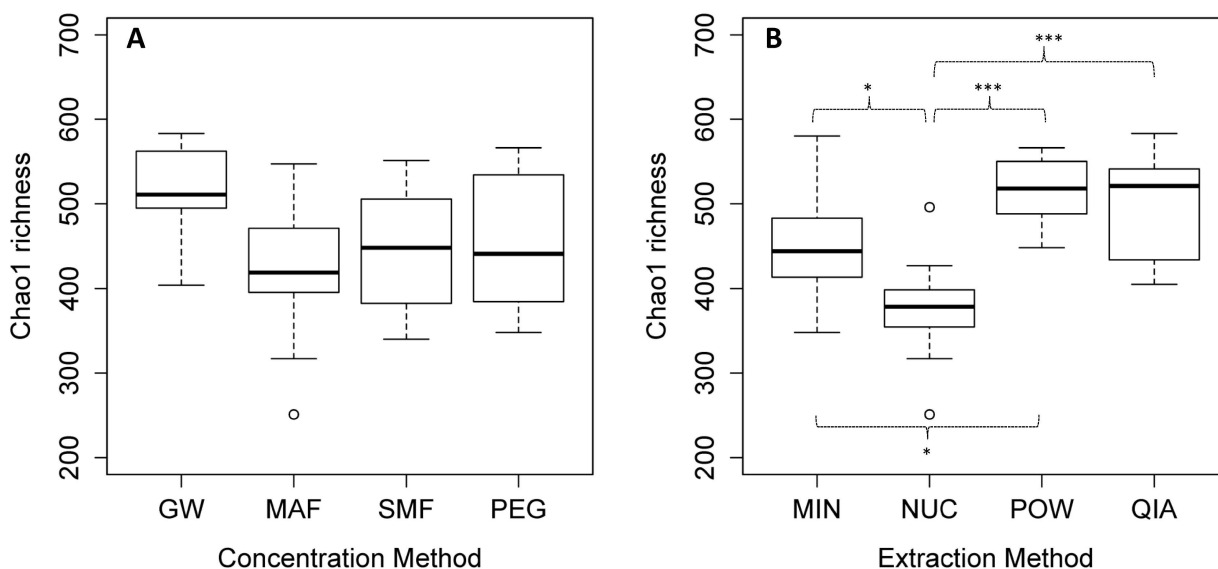 A
Chao1 richness
700
600
500
400
300
200
GW MAF SMF PEG
Concentration Method
B
Chao1 richness
700
600
500
400
300
200
***
* ***
*
MIN NUC POW QIA
Extraction Method